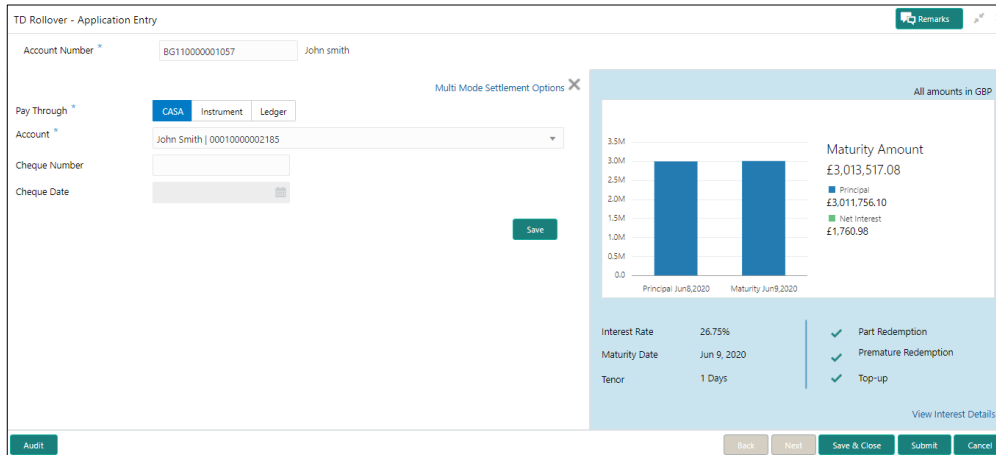 TD Rollover - Application Entry
Remarks
Account Number * BG110000001057 John smith
Multi Mode Settlement Options
Pay Through * CASA Instrument Ledger
Account * John Smith | 00010000002185
Cheque Number
Cheque Date
Save
All amounts in GBP
3.5M
3.0M
2.5M
2.0M
1.5M
1.0M
0.5M
0.0
Principal Jun8,2020 Maturity Jun9,2020
Maturity Amount
£3,013,517.08
Principal
£3,011,756.10
Net Interest
£1,760.98
Interest Rate 26.75%
Maturity Date Jun 9, 2020
Tenor 1 Days
Part Redemption
Premature Redemption
Top-up
View Interest Details
Audit Back Next Save & Close Submit Cancel